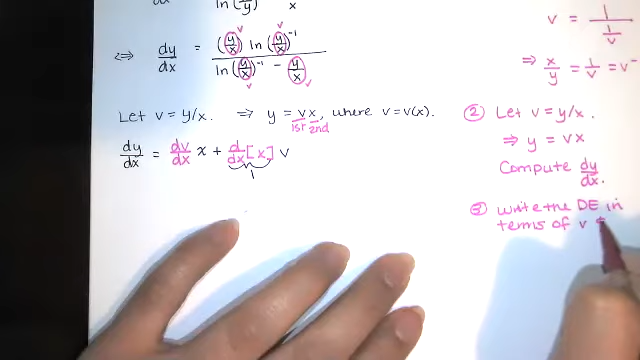 ln(x/y) x
⟺ dy/dx = (y/x) ln(y/x)⁻¹ / ln(y/x)⁻¹ - y/x
Let v = y/x. ⇒ y = vx, where v=v(x).
1st 2nd
dy/dx = dv/dx x + d/dx[x] v
1
v = 1 / 1/v
⇒ x/y = 1/v = v⁻
② Let v = y/x.
⇒ y = vx
Compute dy/dx.
③ Write the DE in
terms of v